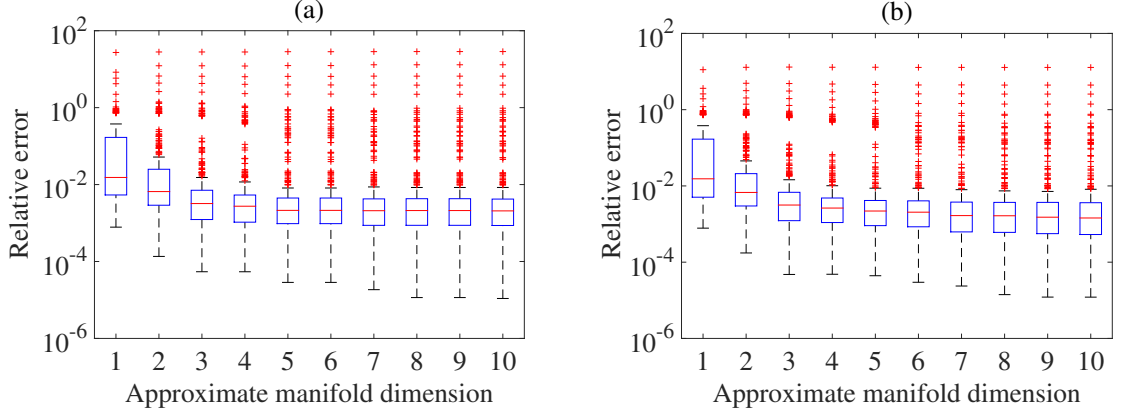 (a)
10^2
10^0
10^-2
10^-4
10^-6
Relative error
1 2 3 4 5 6 7 8 9 10
Approximate manifold dimension
(b)
10^2
10^0
10^-2
10^-4
10^-6
Relative error
1 2 3 4 5 6 7 8 9 10
Approximate manifold dimension